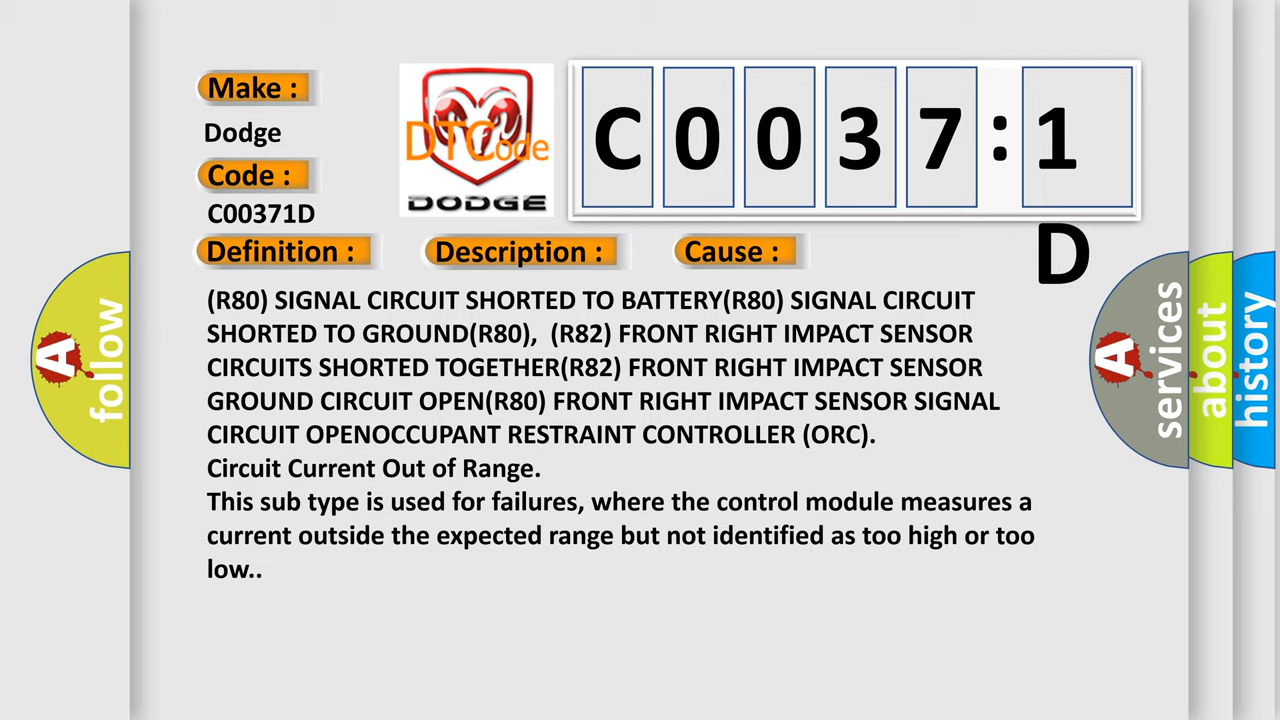 Make :
Dodge
Code :
C00371D
DTCode
DODGE
C0037:1
D
Definition :
Description :
Cause :
(R80) SIGNAL CIRCUIT SHORTED TO BATTERY(R80) SIGNAL CIRCUIT
SHORTED TO GROUND(R80),  (R82) FRONT RIGHT IMPACT SENSOR
CIRCUITS SHORTED TOGETHER(R82) FRONT RIGHT IMPACT SENSOR
GROUND CIRCUIT OPEN(R80) FRONT RIGHT IMPACT SENSOR SIGNAL
CIRCUIT OPENOCCUPANT RESTRAINT CONTROLLER (ORC).
Circuit Current Out of Range.
This sub type is used for failures, where the control module measures a
current outside the expected range but not identified as too high or too
low..
A
follow
A
services
about
history